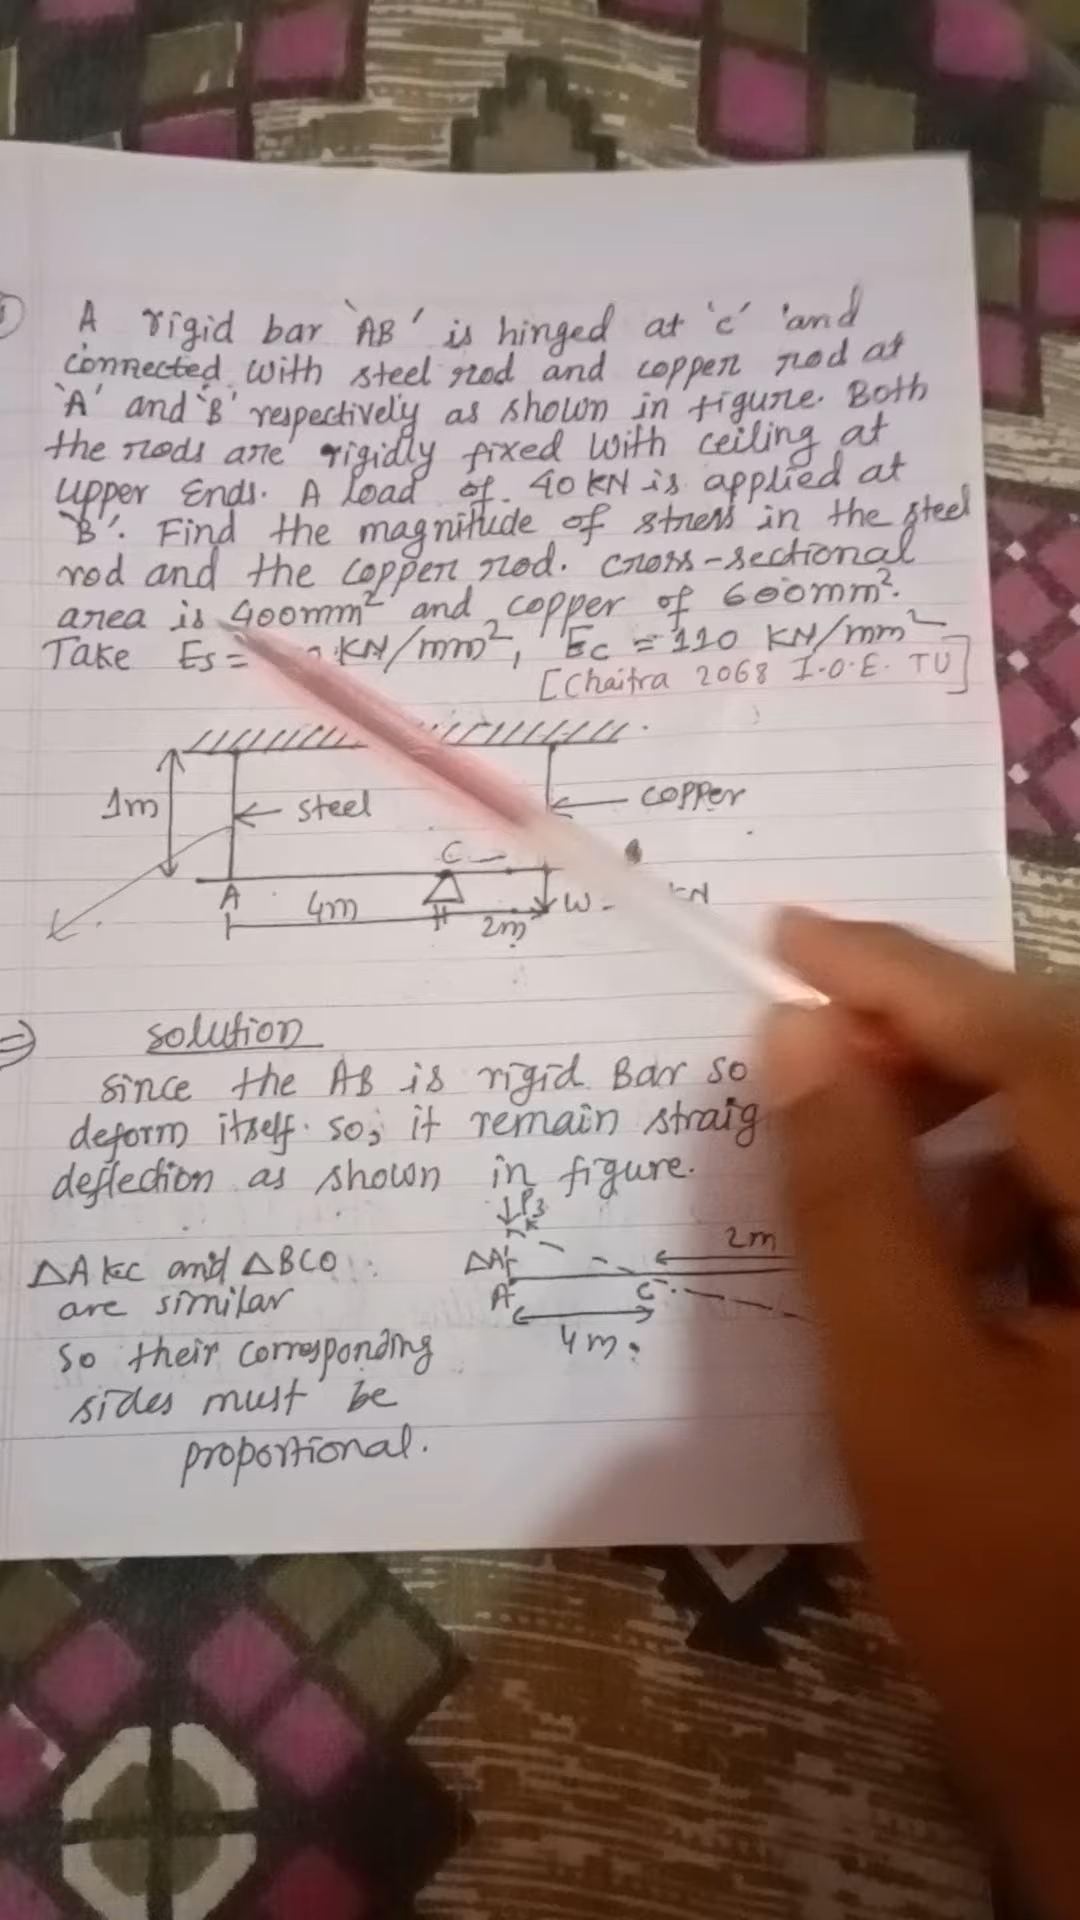 A rigid bar 'AB' is hinged at 'c' 'and
connected with steel rod and copper rod at
'A' and 'B' respectively as shown in figure. Both
the rods are rigidly fixed with ceiling at
upper Ends. A load of 40 KN is applied at
'B'. Find the magnitude of stress in the steel
rod and the copper rod. cross-sectional
area is 400mm² and copper of 600mm².
Take Es = KN/mm², Ec = 110 KN/mm²
[Chaitra 2068 I.O.E. TU]
1m
steel
copper
C
A
4m
2m
W
solution
since the AB is rigid Bar so
deform itself. so, it remain
deflection as shown in figure.
P3
2m
ΔAKC and ΔBCO
ΔA
are similar
A
C
4m.
so their corresponding
sides must be
proportional.